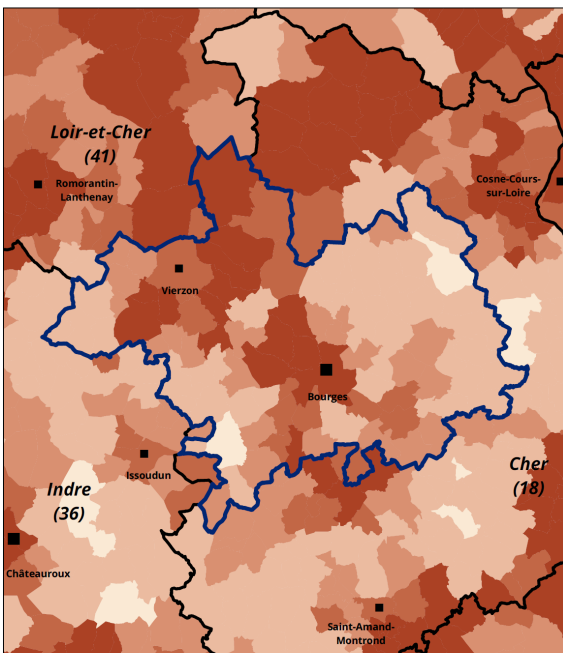 Loir-et-Cher
(41)
Romorantin-
Lanthenay
Cosne-Cours-
sur-Loire
Vierzon
Bourges
Issoudun
Indre
(36)
Cher
(18)
Châteauroux
Saint-Amand-
Montrond